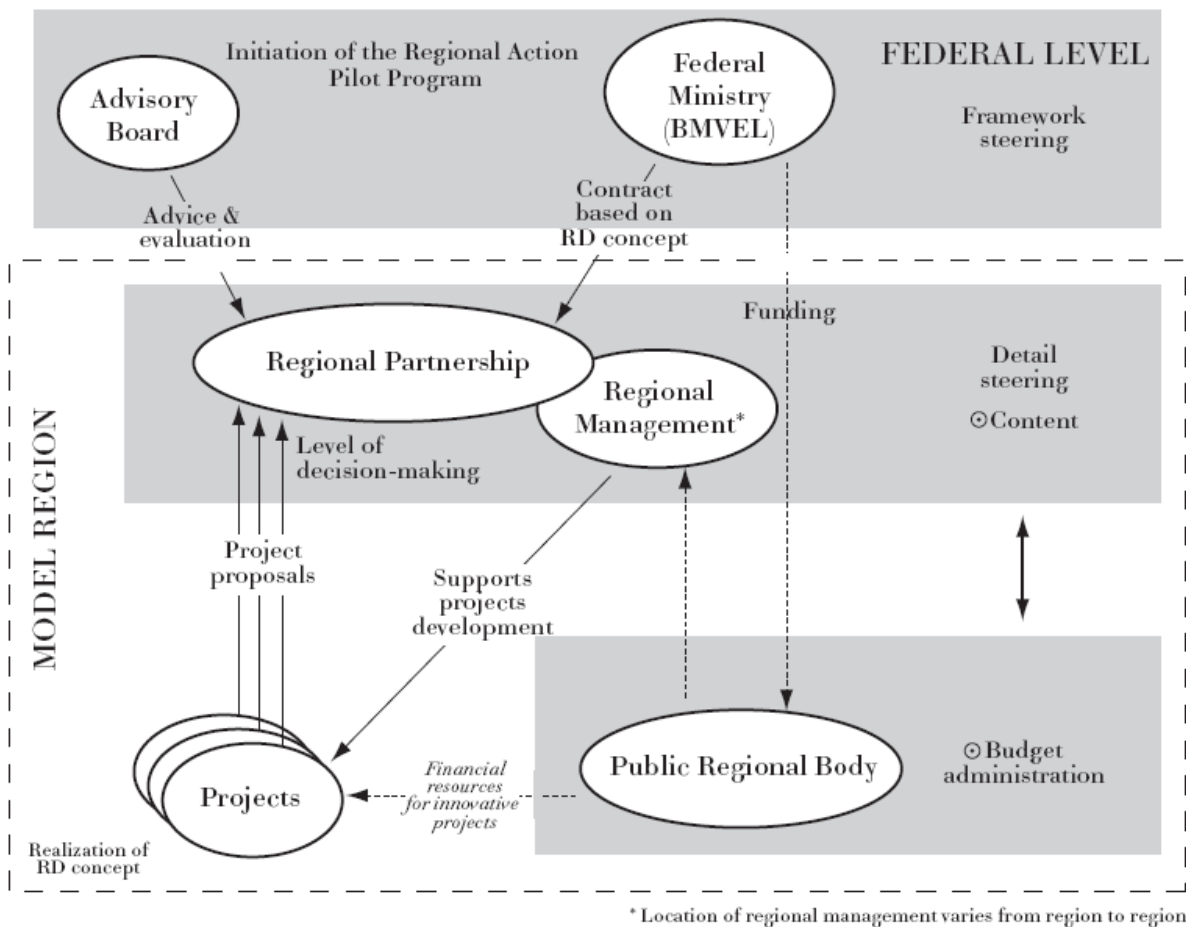 Initiation of the Regional Action
Pilot Program
FEDERAL LEVEL
Advisory
Board
Federal
Ministry
(BMVEL)
Framework
steering
Advice &
evaluation
Contract
based on
RD concept
Funding
Regional Partnership
Regional
Management*
Detail
steering
⊙Content
Level of
decision-making
MODEL REGION
Project
proposals
Supports
projects
development
Projects
Financial
resources
for innovative
projects
Public Regional Body
⊙Budget
administration
Realization of
RD concept
* Location of regional management varies from region to region